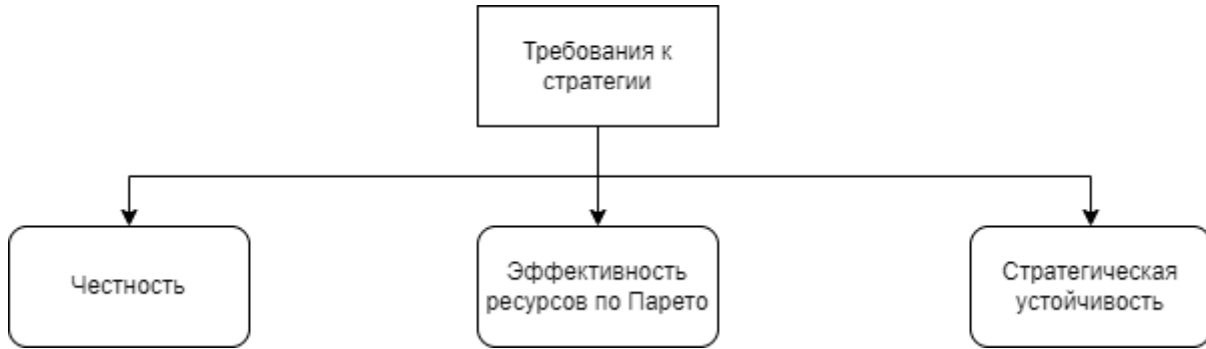 Требования к
стратегии
Честность
Эффективность
ресурсов по Парето
Стратегическая
устойчивость